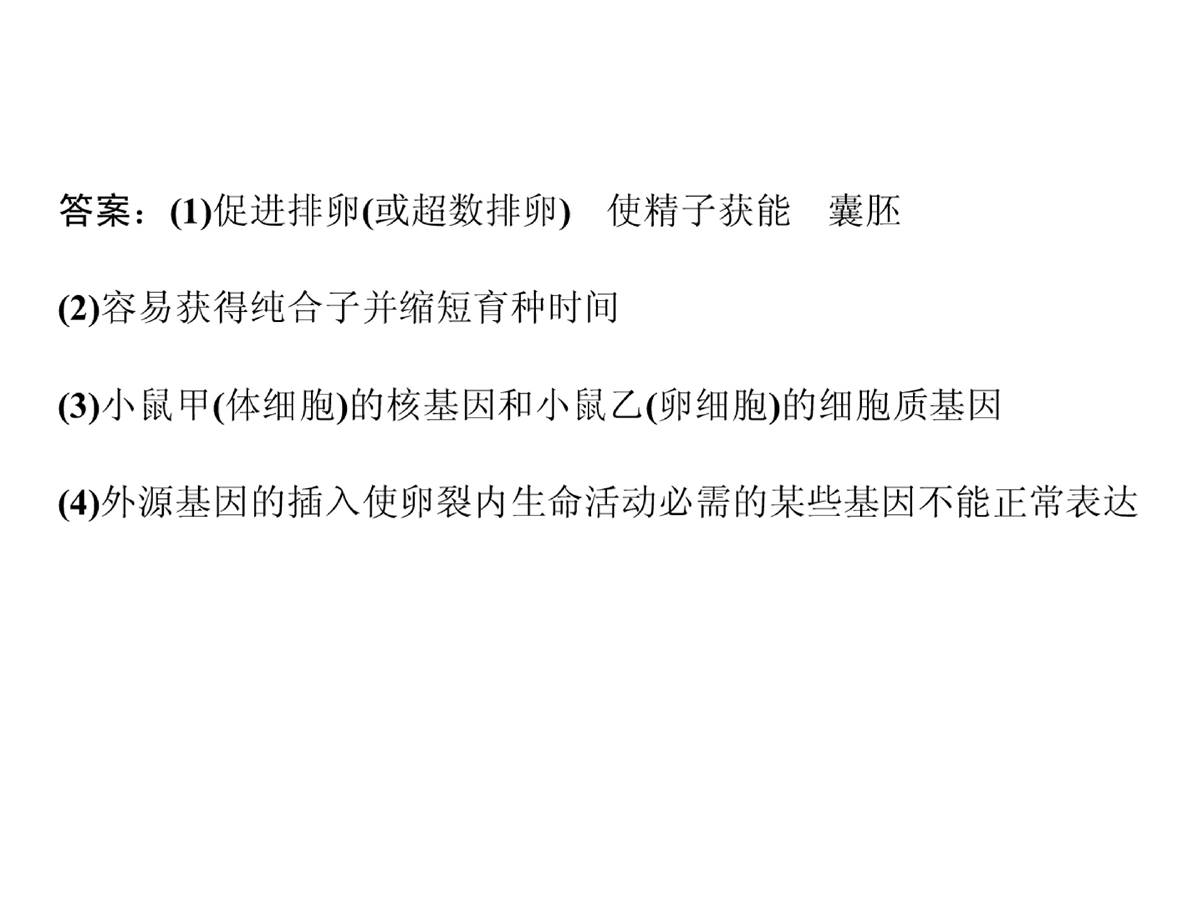 答案：(1)促进排卵(或超数排卵)　使精子获能　囊胚
(2)容易获得纯合子并缩短育种时间
(3)小鼠甲(体细胞)的核基因和小鼠乙(卵细胞)的细胞质基因
(4)外源基因的插入使卵裂内生命活动必需的某些基因不能正常表达